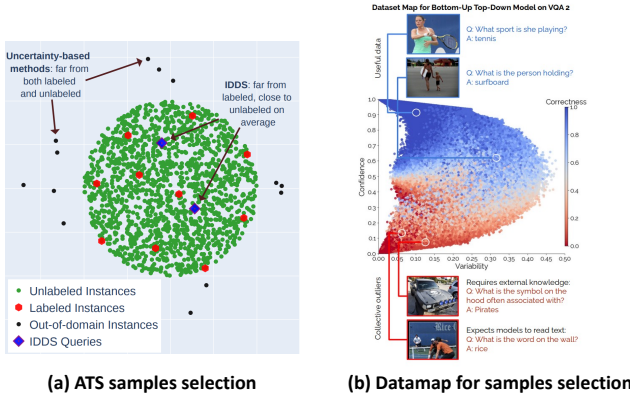 Uncertainty-based
methods: far from
both labeled
and unlabeled
IDDS: far from
labeled, close to
unlabeled on
average
Unlabeled Instances
Labeled Instances
Out-of-domain Instances
IDDS Queries
(a) ATS samples selection
Dataset Map for Bottom-Up Top-Down Model on VQA 2
Useful data
Q: What sport is she playing?
A: tennis
Q: What is the person holding?
A: surfboard
Correctness
1.0
0.8
0.6
0.4
0.2
0.0
Confidence
1.0
0.9
0.8
0.7
0.6
0.5
0.4
0.3
0.2
0.1
0.0
0.00 0.05 0.10 0.15 0.20 0.25 0.30 0.35 0.40 0.45 0.50
Variability
Collective outliers
Requires external knowledge:
Q: What is the symbol on the
hood often associated with?
A: Pirates
Rice
Expects models to read text:
Q: What is the word on the wall?
A: rice
(b) Datamap for samples selection